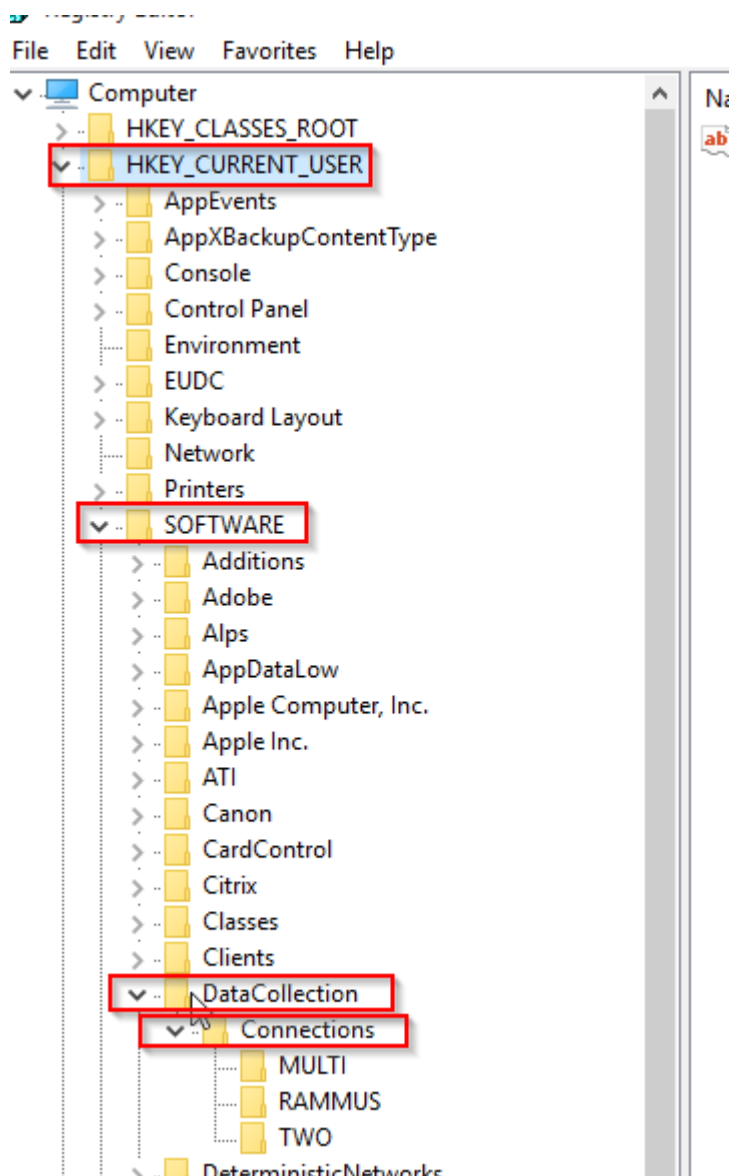 File Edit View Favorites Help
Computer
HKEY_CLASSES_ROOT
HKEY_CURRENT_USER
AppEvents
AppXBackupContentType
Console
Control Panel
Environment
EUDC
Keyboard Layout
Network
Printers
SOFTWARE
Additions
Adobe
Alps
AppDataLow
Apple Computer, Inc.
Apple Inc.
ATI
Canon
CardControl
Citrix
Classes
Clients
DataCollection
Connections
MULTI
RAMMUS
TWO
DeterministicNetworks
ab